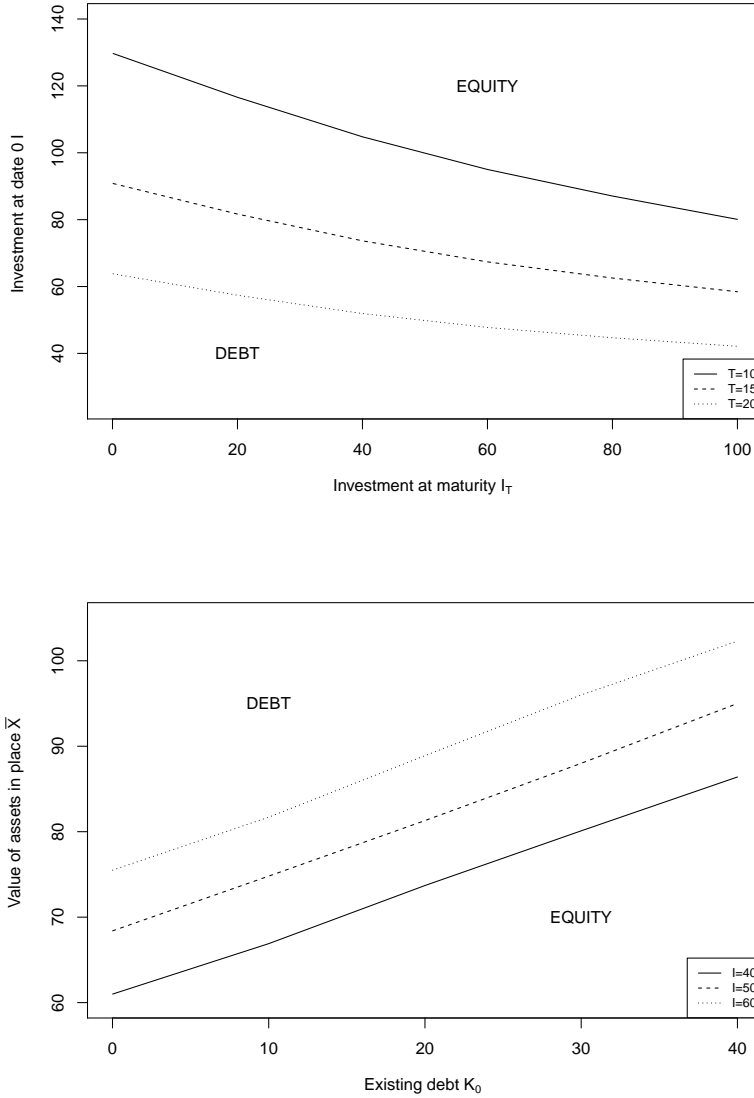 140
120
100
80
60
40
Investment at date 0 I
EQUITY
DEBT
T=10
T=15
T=20
0 20 40 60 80 100
Investment at maturity I_T
100
90
80
70
60
Value of assets in place X̅
DEBT
EQUITY
I=40
I=50
I=60
0 10 20 30 40
Existing debt K₀